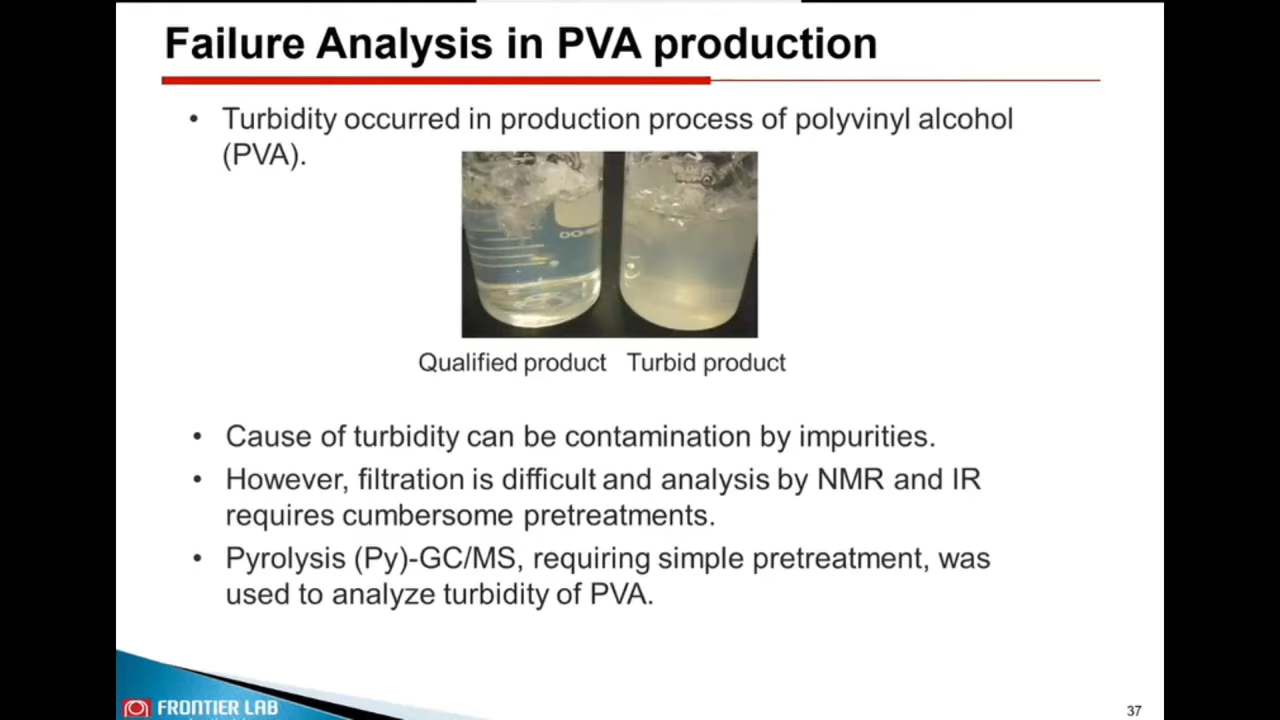 Failure Analysis in PVA production
• Turbidity occurred in production process of polyvinyl alcohol
(PVA).
Qualified product Turbid product
• Cause of turbidity can be contamination by impurities.
• However, filtration is difficult and analysis by NMR and IR
requires cumbersome pretreatments.
• Pyrolysis (Py)-GC/MS, requiring simple pretreatment, was
used to analyze turbidity of PVA.
FRONTIER LAB
37